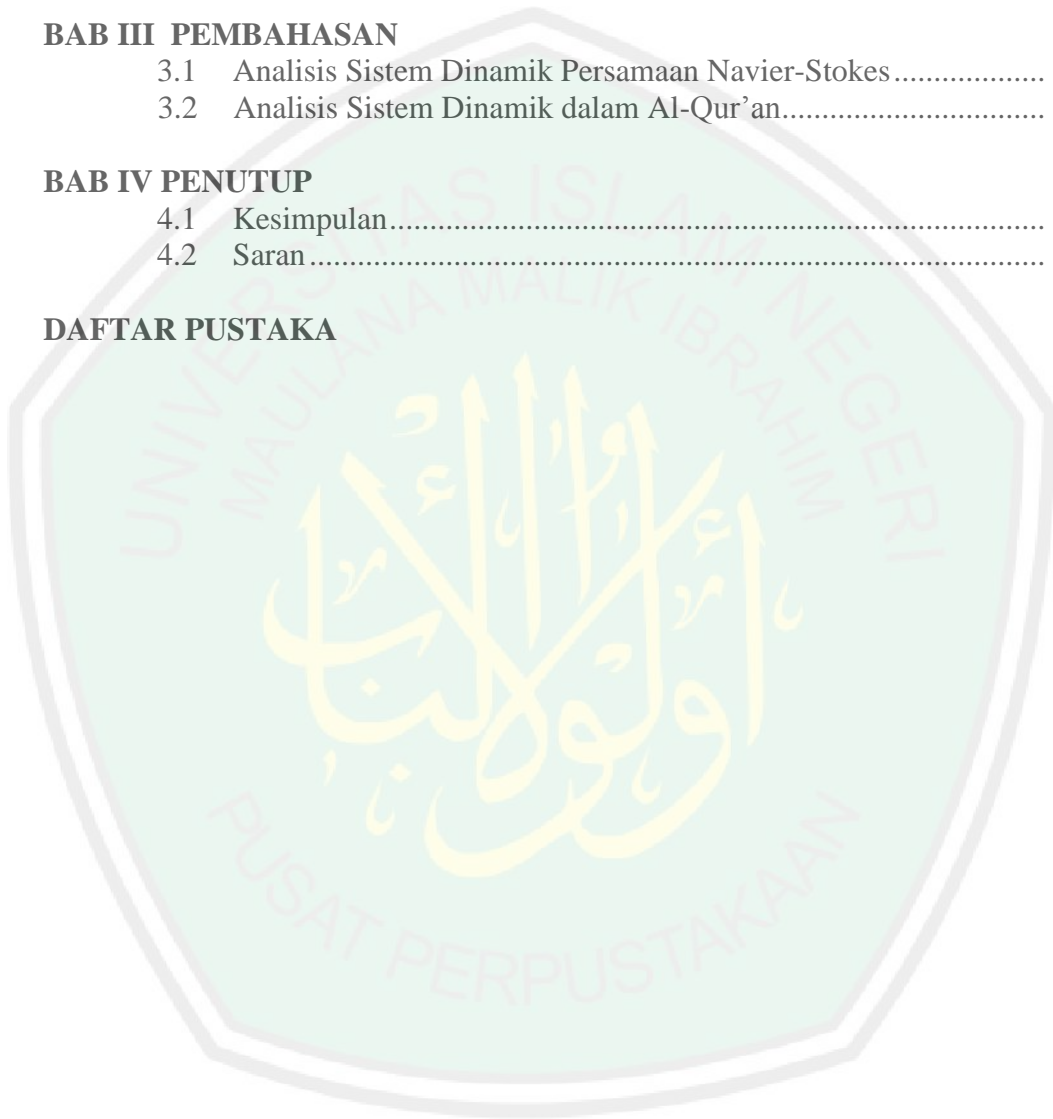 BAB III PEMBAHASAN
3.1 Analisis Sistem Dinamik Persamaan Navier-Stokes...................
3.2 Analisis Sistem Dinamik dalam Al-Qur’an.................................
BAB IV PENUTUP
4.1 Kesimpulan.................................................................................
4.2 Saran...........................................................................................
DAFTAR PUSTAKA
UNIVERSITAS ISLAM NEGERI
MAULANA MALIK IBRAHIM
أولوا الألباب
PUSAT PERPUSTAKAAN